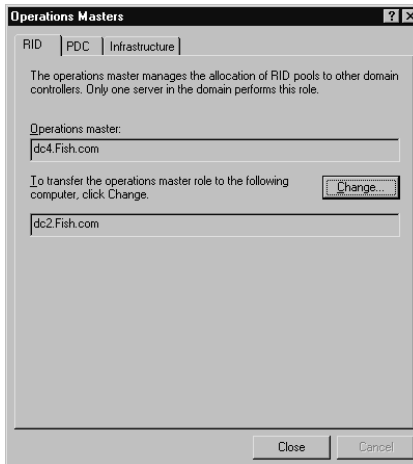 Operations Masters
RID PDC Infrastructure
The operations master manages the allocation of RID pools to other domain
controllers. Only one server in the domain performs this role.
Operations master:
dc4.Fish.com
To transfer the operations master role to the following
computer, click Change.
Change...
dc2.Fish.com
Close Cancel